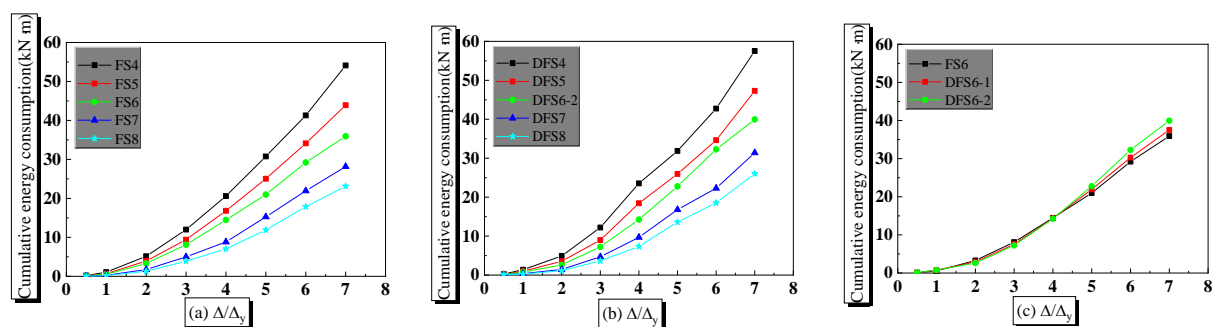 Cumulative energy consumption(kN·m)
60
50
40
30
20
10
0
FS4
FS5
FS6
FS7
FS8
0 1 2 3 4 5 6 7 8
(a) Δ/Δy
Cumulative energy consumption(kN·m)
60
50
40
30
20
10
0
DFS4
DFS5
DFS6-2
DFS7
DFS8
0 1 2 3 4 5 6 7 8
(b) Δ/Δy
Cumulative energy consumption(kN·m)
60
50
40
30
20
10
0
FS6
DFS6-1
DFS6-2
0 1 2 3 4 5 6 7 8
(c) Δ/Δy